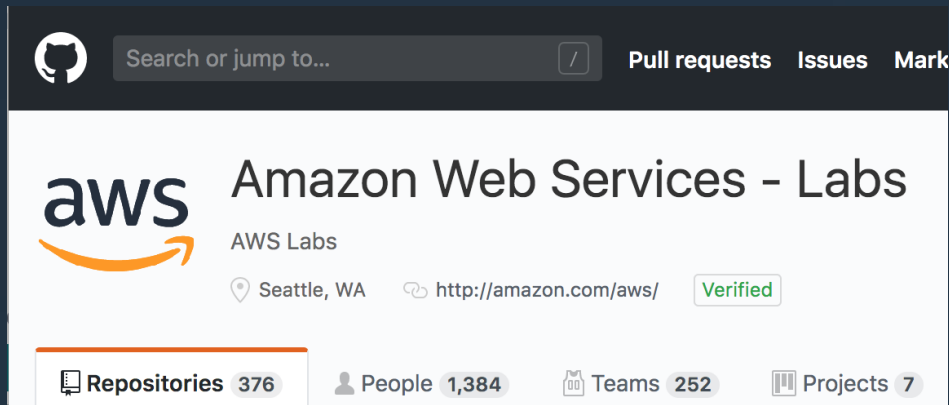 Search or jump to... / Pull requests Issues Mark
aws
Amazon Web Services - Labs
AWS Labs
Seattle, WA http://amazon.com/aws/ Verified
Repositories 376 People 1,384 Teams 252 Projects 7